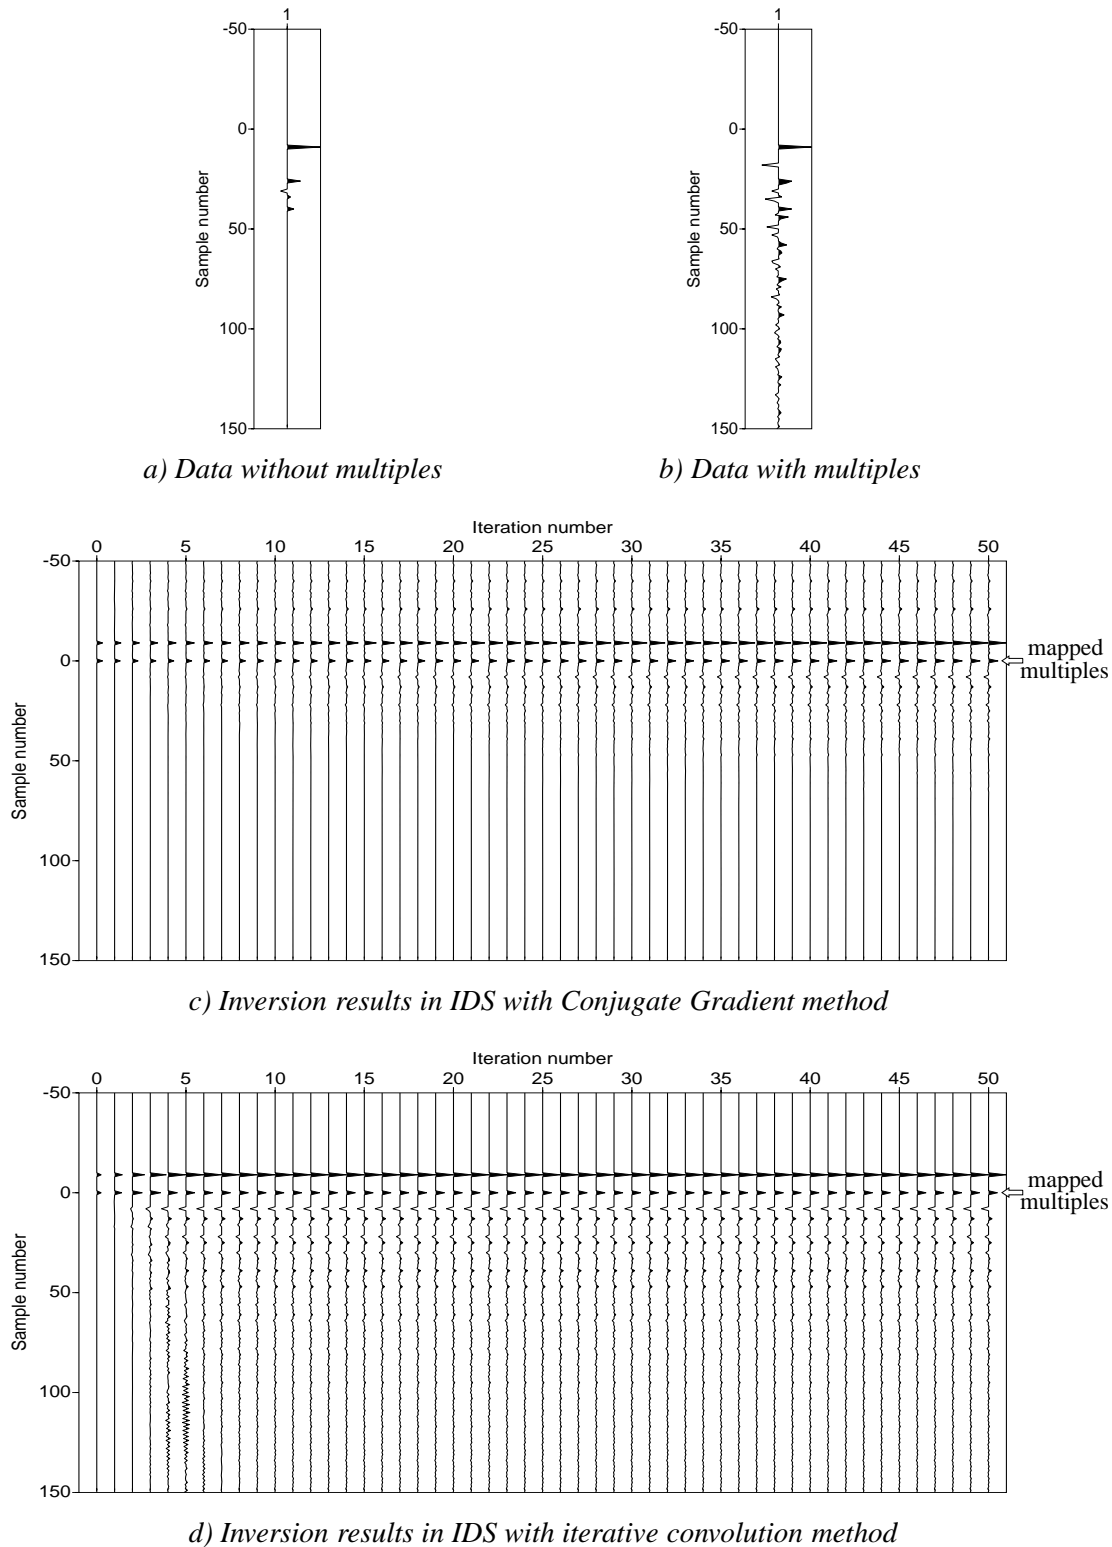 1
-50
0
50
100
150
Sample number
a) Data without multiples
1
-50
0
50
100
150
Sample number
b) Data with multiples
Iteration number
0 5 10 15 20 25 30 35 40 45 50
-50
0
50
100
150
Sample number
mapped
multiples
c) Inversion results in IDS with Conjugate Gradient method
Iteration number
0 5 10 15 20 25 30 35 40 45 50
-50
0
50
100
150
Sample number
mapped
multiples
d) Inversion results in IDS with iterative convolution method